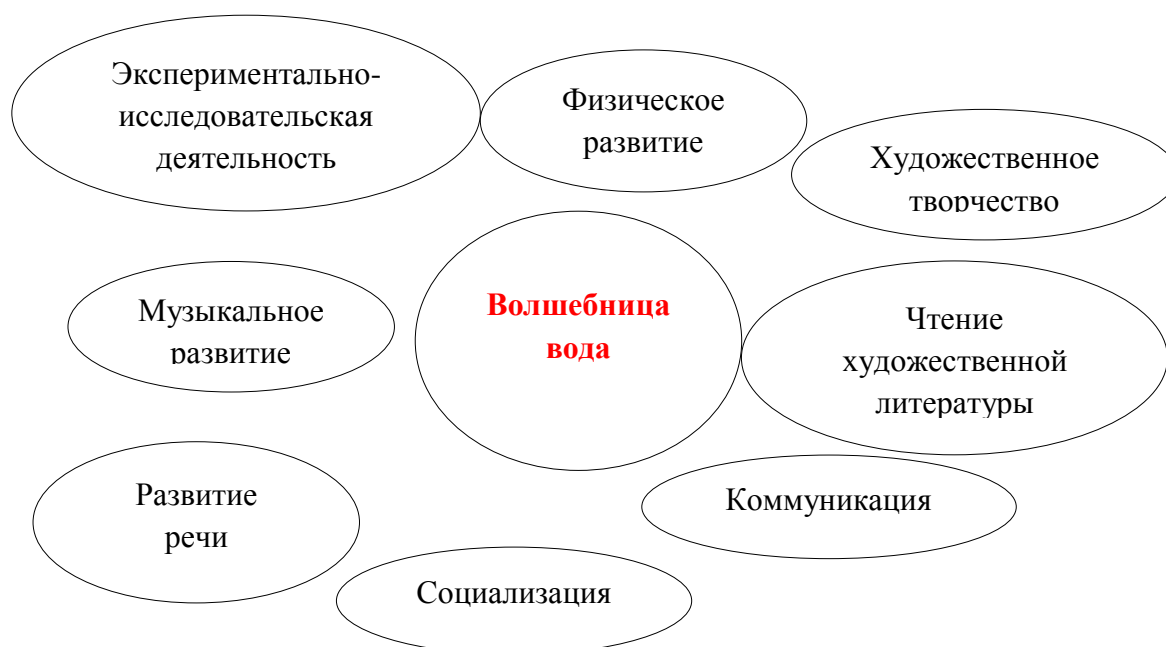 Экспериментально-
исследовательская
деятельность
Физическое
развитие
Художественное
творчество
Музыкальное
развитие
Волшебница
вода
Чтение
художественной
литературы
Развитие
речи
Коммуникация
Социализация